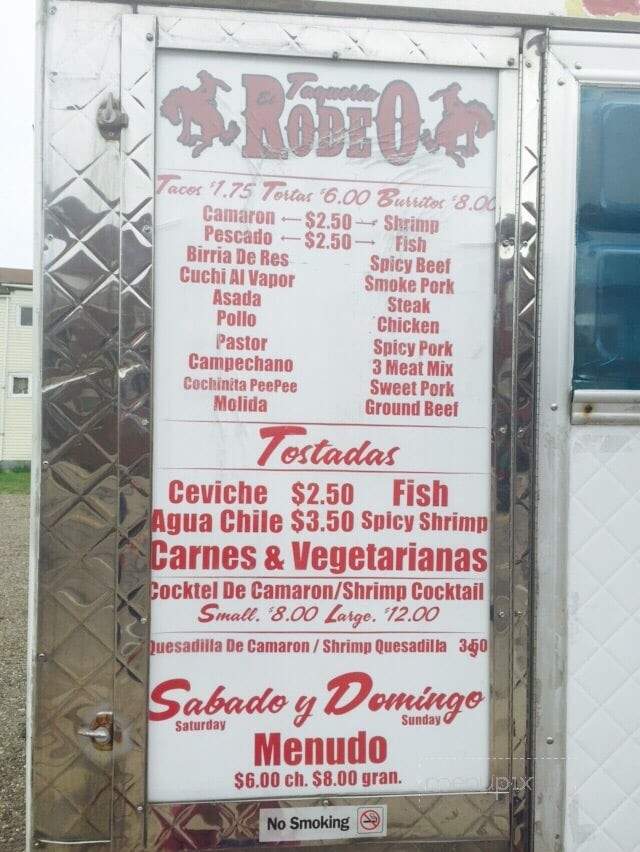 El Taqueria
RODEO
Tacos $1.75 Tortas $6.00 Burritos $8.00
Camaron — $2.50 — Shrimp
Pescado — $2.50 — Fish
Birria De Res Spicy Beef
Cuchi Al Vapor Smoke Pork
Asada Steak
Pollo Chicken
Pastor Spicy Pork
Campechano 3 Meat Mix
Cochinita PeePee Sweet Pork
Molida Ground Beef
Tostadas
Ceviche $2.50 Fish
Agua Chile $3.50 Spicy Shrimp
Carnes & Vegetarianas
Cocktel De Camaron/Shrimp Cocktail
Small. $8.00 Large. $12.00
Quesadilla De Camaron / Shrimp Quesadilla 3.50
Sabado y Domingo
Saturday Sunday
Menudo
$6.00 ch. $8.00 gran.
menupix
No Smoking